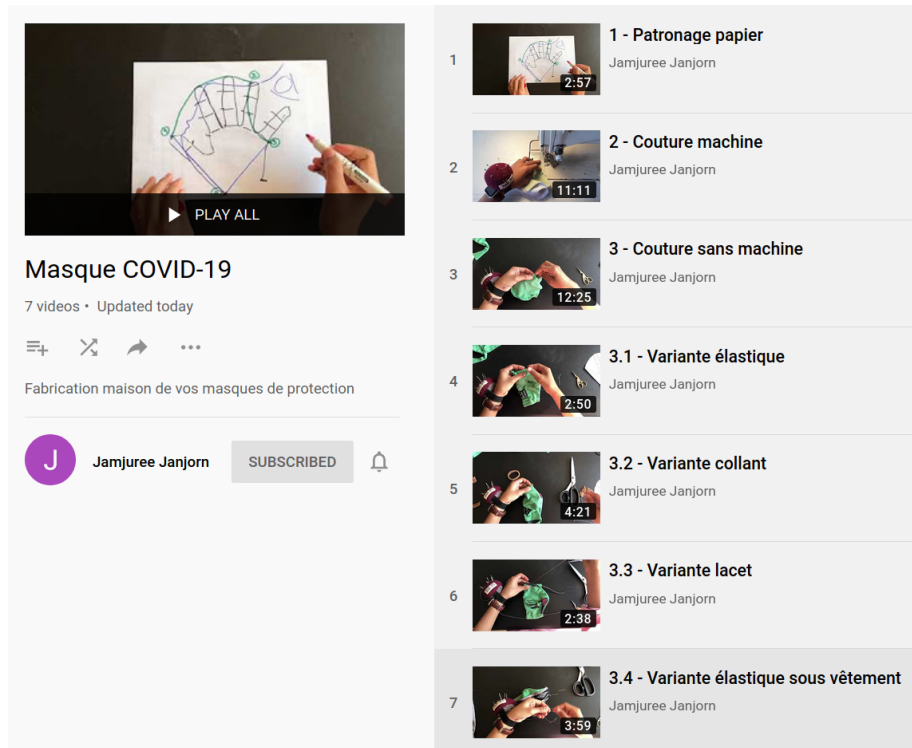 PLAY ALL
Masque COVID-19
7 videos • Updated today
Fabrication maison de vos masques de protection
J
Jamjuree Janjorn
SUBSCRIBED
1
2:57
1 - Patronage papier
Jamjuree Janjorn
2
11:11
2 - Couture machine
Jamjuree Janjorn
3
12:25
3 - Couture sans machine
Jamjuree Janjorn
4
2:50
3.1 - Variante élastique
Jamjuree Janjorn
5
4:21
3.2 - Variante collant
Jamjuree Janjorn
6
2:38
3.3 - Variante lacet
Jamjuree Janjorn
7
3:59
3.4 - Variante élastique sous vêtement
Jamjuree Janjorn